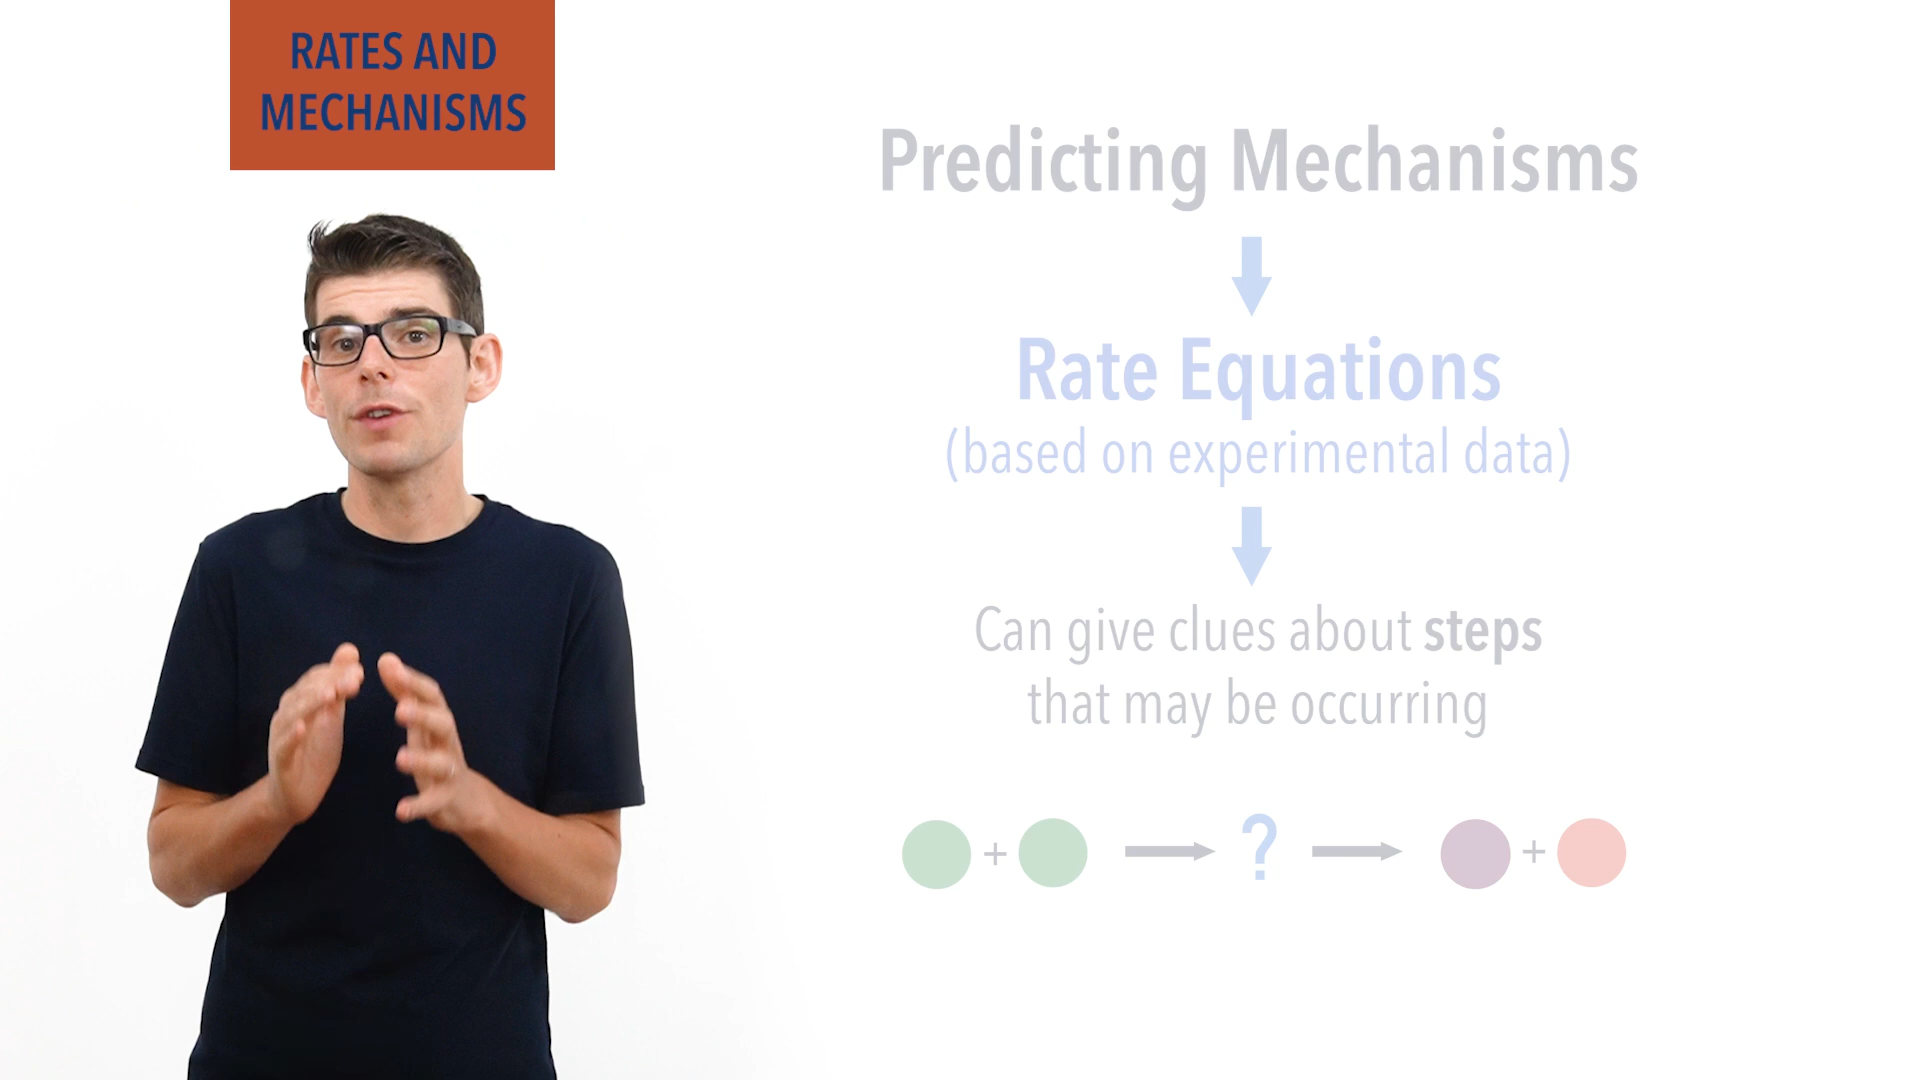 RATES AND
MECHANISMS
Predicting Mechanisms
Rate Equations
(based on experimental data)
Can give clues about steps
that may be occurring
+ ? +